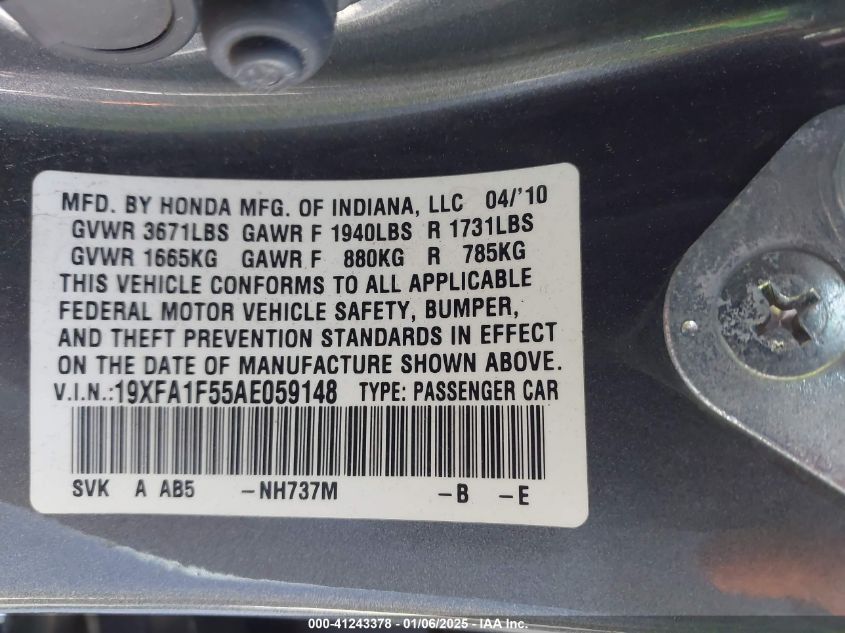 MFD. BY HONDA MFG. OF INDIANA, LLC 04/'10
GVWR 3671LBS GAWR F 1940LBS R 1731LBS
GVWR 1665KG GAWR F 880KG R 785KG
THIS VEHICLE CONFORMS TO ALL APPLICABLE
FEDERAL MOTOR VEHICLE SAFETY, BUMPER,
AND THEFT PREVENTION STANDARDS IN EFFECT
ON THE DATE OF MANUFACTURE SHOWN ABOVE.
V.I.N.:19XFA1F55AE059148 TYPE: PASSENGER CAR
SVK A AB5 -NH737M -B -E
000-41243378 - 01/06/2025 - IAA Inc.